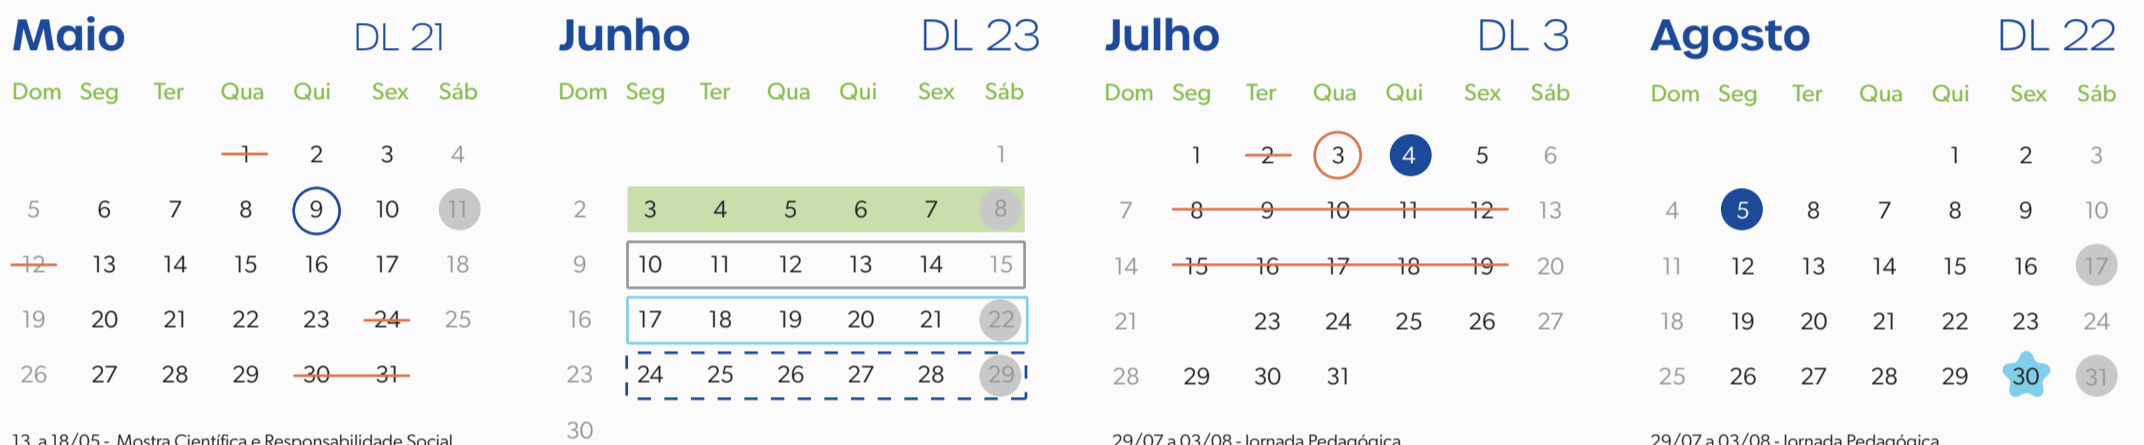 Maio DL 21
Dom Seg Ter Qua Qui Sex Sáb
1 2 3 4
5 6 7 8 9 10 11
12 13 14 15 16 17 18
19 20 21 22 23 24 25
26 27 28 29 30 31
13 a 18/05 - Mostra Científica e Responsabilidade Social
Junho DL 23
Dom Seg Ter Qua Qui Sex Sáb
1
2 3 4 5 6 7 8
9 10 11 12 13 14 15
16 17 18 19 20 21 22
23 24 25 26 27 28 29
30
Julho DL 3
Dom Seg Ter Qua Qui Sex Sáb
1 2 3 4 5 6
7 8 9 10 11 12 13
14 15 16 17 18 19 20
21 22 23 24 25 26 27
28 29 30 31
29/07 a 03/08 - Jornada Pedagógica
Agosto DL 22
Dom Seg Ter Qua Qui Sex Sáb
1 2 3
4 5 8 7 8 9 10
11 12 13 14 15 16 17
18 19 20 21 22 23 24
25 26 27 28 29 30 31
29/07 a 03/08 - Jornada Pedagógica